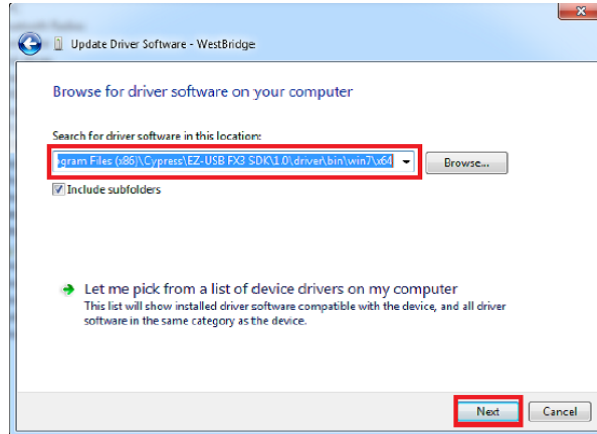 Update Driver Software - WestBridge
Browse for driver software on your computer
Search for driver software in this location:
gram Files (x86)\Cypress\EZ-USB FX3 SDK\1.0\driver\bin\win7\x64
Browse...
Include subfolders
Let me pick from a list of device drivers on my computer
This list will show installed driver software compatible with the device, and all driver
software in the same category as the device.
Next
Cancel